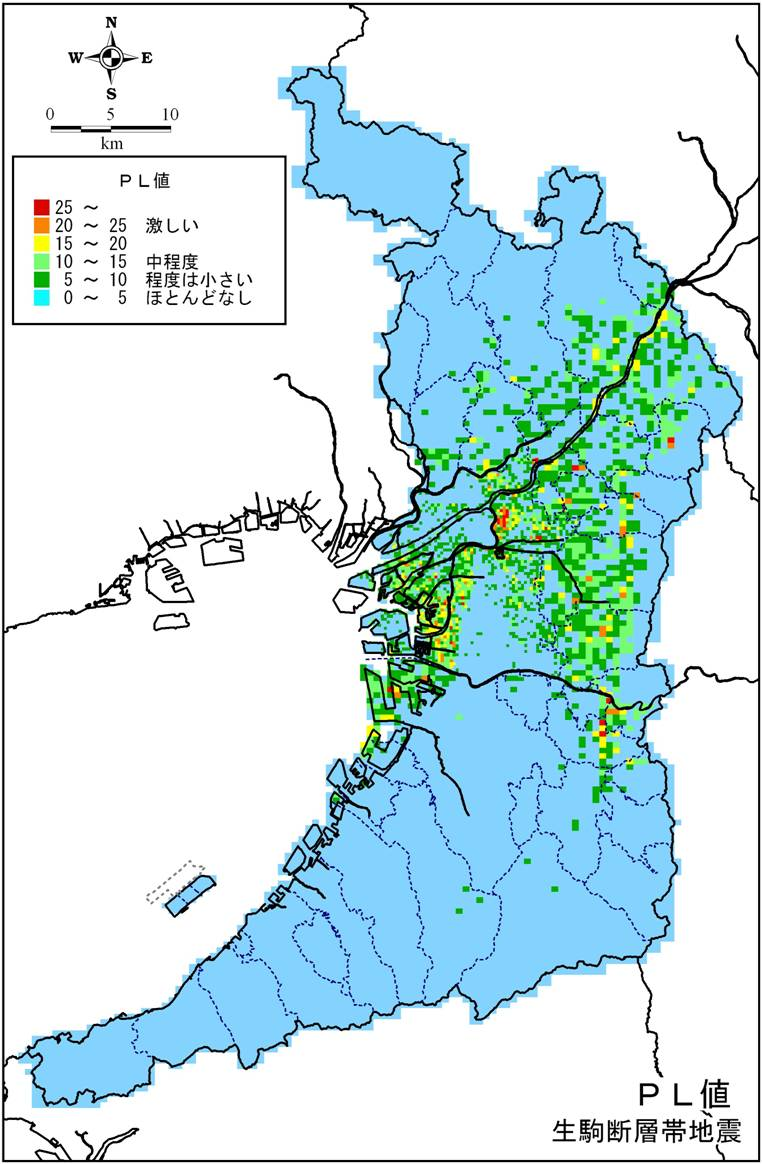 N
W E
S
0 5 10
km
ＰＬ値
25 ～
20 ～ 25 激しい
15 ～ 20
10 ～ 15 中程度
5 ～ 10 程度は小さい
0 ～ 5 ほとんどなし
ＰＬ値
生駒断層帯地震